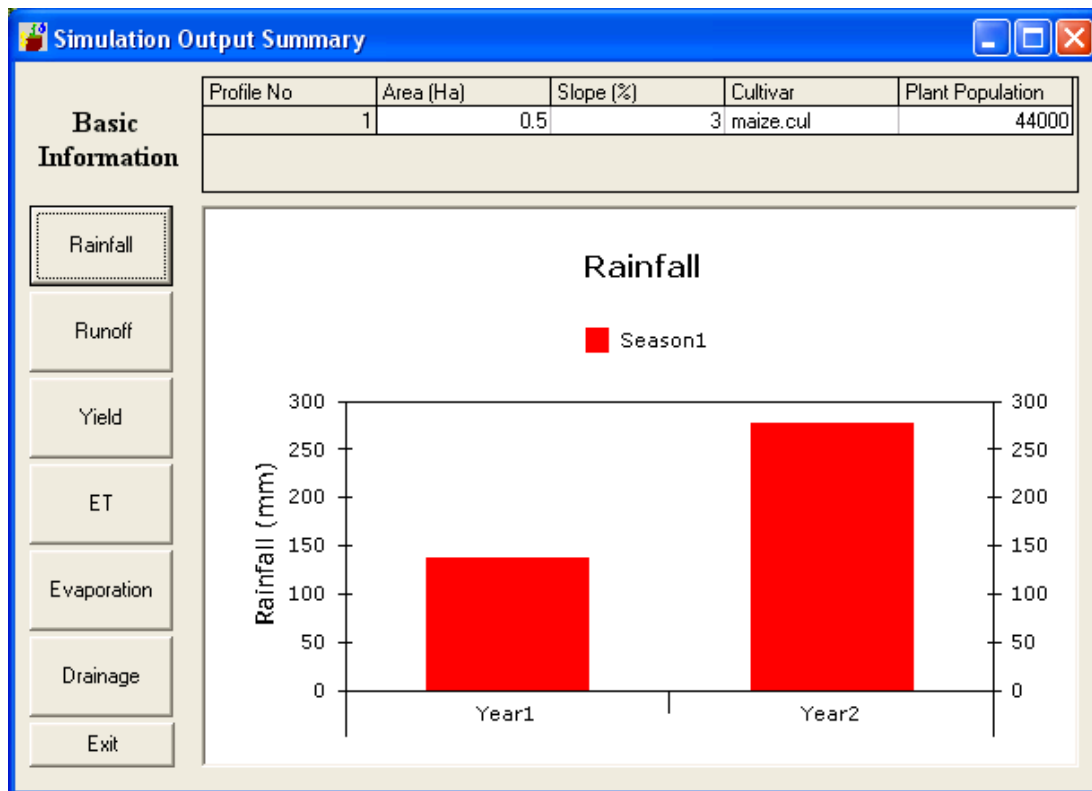 Simulation Output Summary
Basic
Information
Profile No Area (Ha) Slope (%) Cultivar Plant Population
1 0.5 3 maize.cul 44000
Rainfall
Runoff
Yield
ET
Evaporation
Drainage
Exit
Rainfall
Season1
Rainfall (mm)
300 300
250 250
200 200
150 150
100 100
50 50
0 0
Year1 Year2